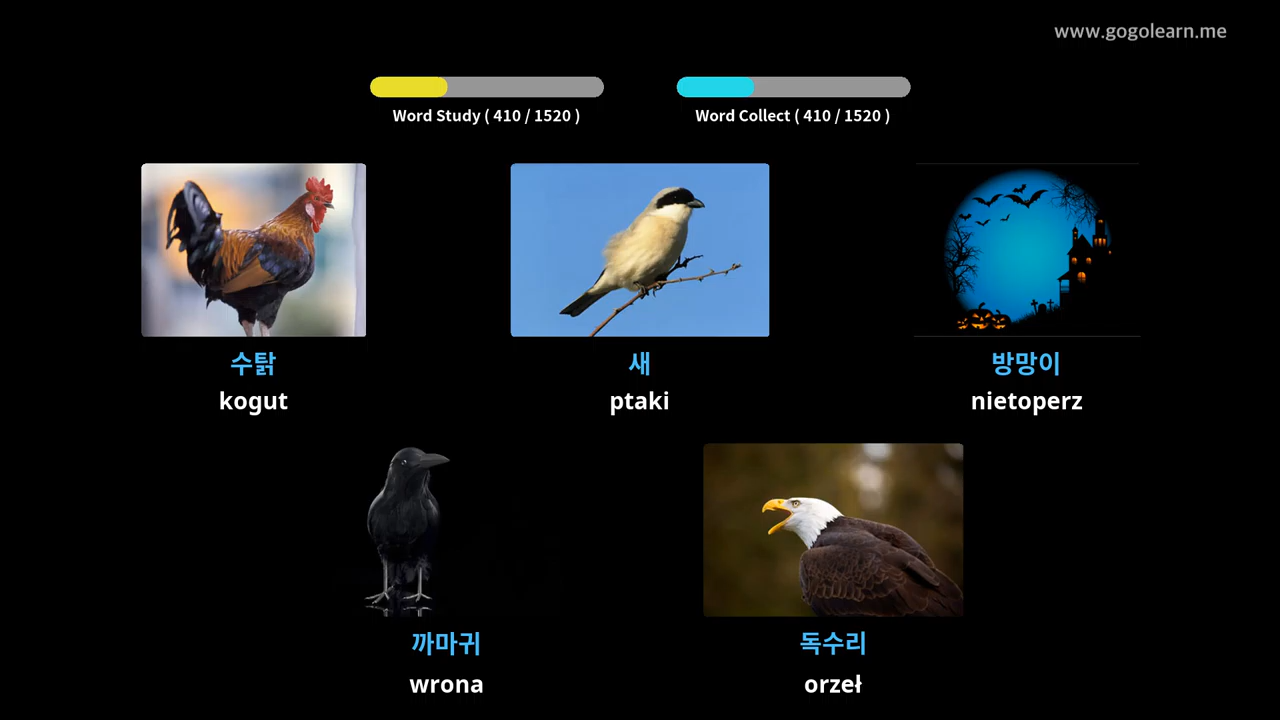 www.gogolearn.me
Word Study ( 410 / 1520 )
Word Collect ( 410 / 1520 )
수탉
새
방망이
kogut
ptaki
nietoperz
까마귀
독수리
wrona
orzeł